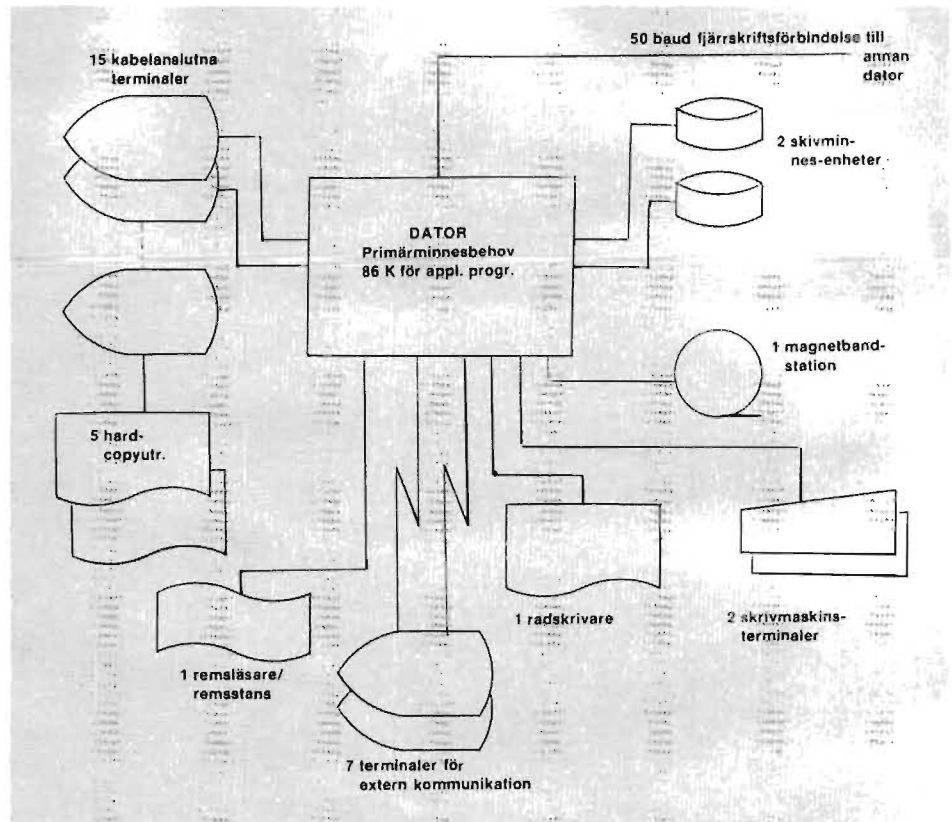 50 baud fjärrskriftsförbindelse till
annan
dator
15 kabelanslutna
terminaler
2 skivmin-
nes-enheter
DATOR
Primärminnesbehov
86 K för appl. progr.
1 magnetband-
station
5 hard-
copyutr.
1 radskrivare
2 skrivmaskins-
terminaler
1 remsläsare/
remsstans
7 terminaler för
extern kommunikation